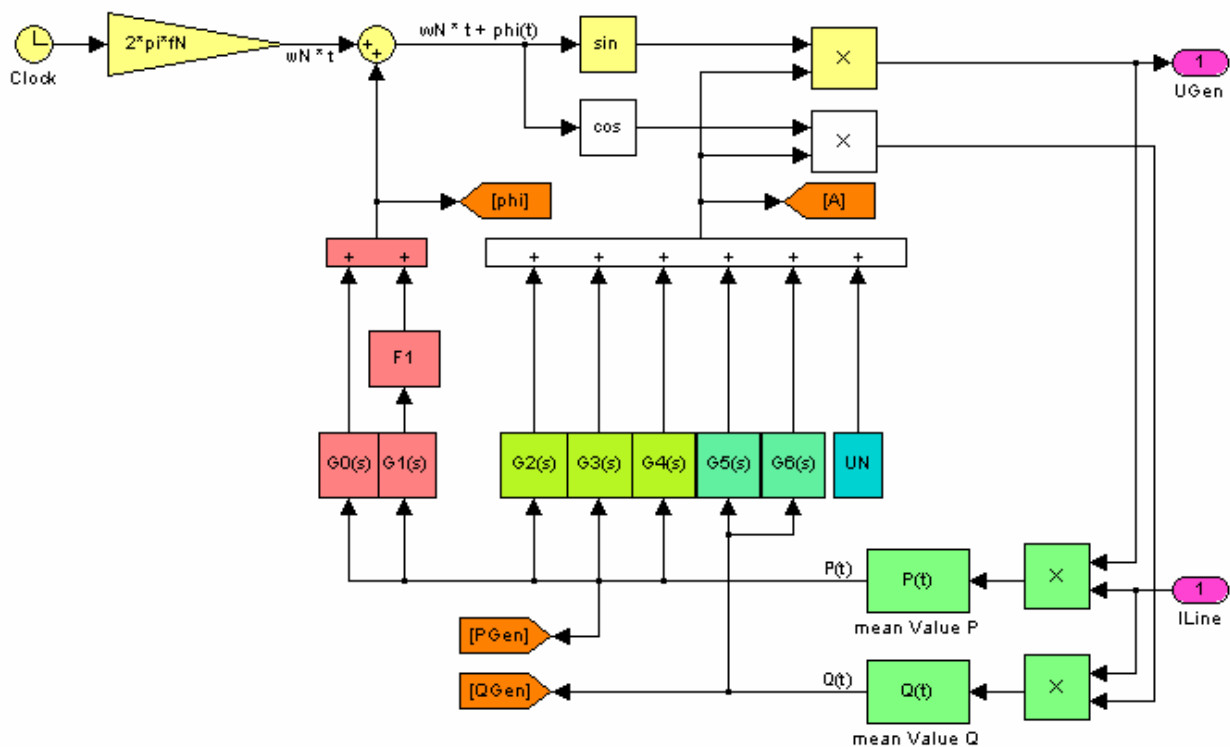 2*pi*fN
Clock
wN * t
+
+
wN * t + phi(t)
sin
×
1
UGen
cos
×
[phi]
[A]
+ +
+ + + + + +
F1
G0(s) G1(s)
G2(s) G3(s) G4(s) G5(s) G6(s) UN
P(t)
P(t)
mean Value P
×
1
ILine
[PGen]
[QGen]
Q(t)
Q(t)
mean Value Q
×